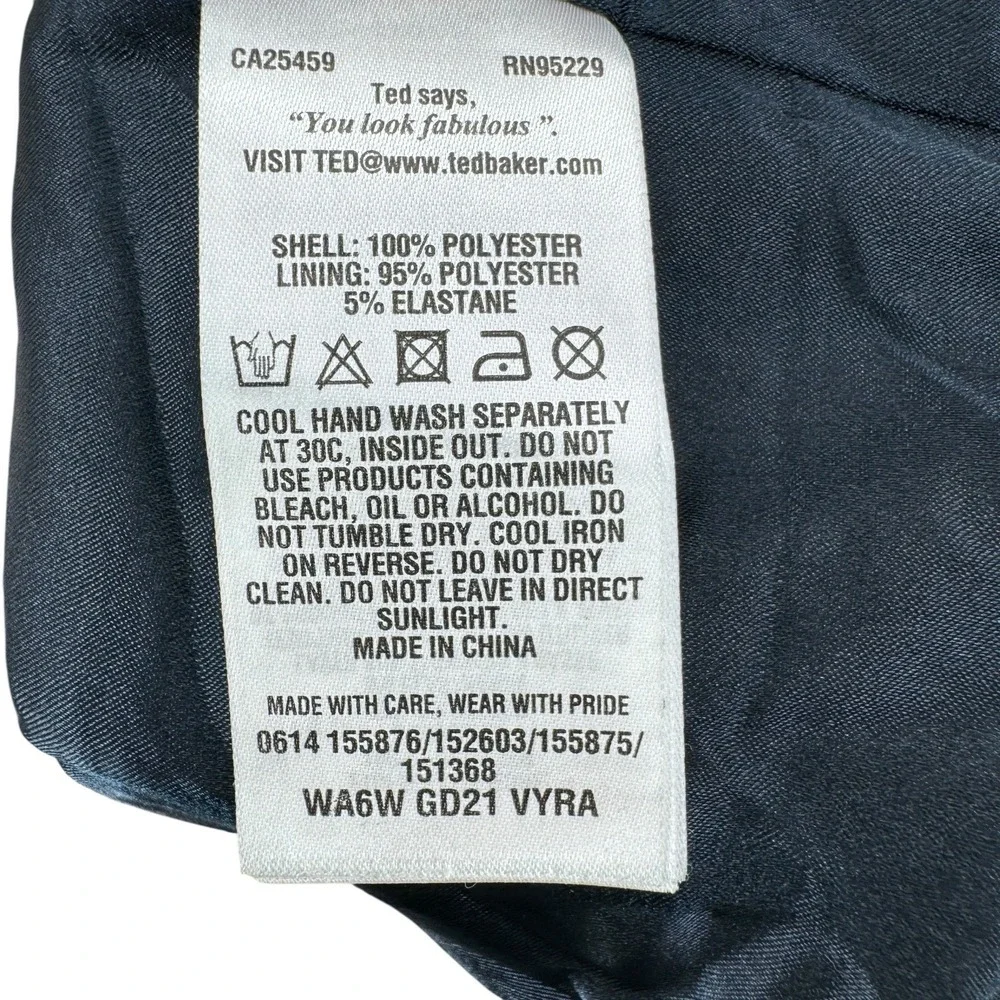 CA25459 RN95229
Ted says,
“You look fabulous ”.
VISIT TED@www.tedbaker.com
SHELL: 100% POLYESTER
LINING: 95% POLYESTER
5% ELASTANE
COOL HAND WASH SEPARATELY
AT 30C, INSIDE OUT. DO NOT
USE PRODUCTS CONTAINING
BLEACH, OIL OR ALCOHOL. DO
NOT TUMBLE DRY. COOL IRON
ON REVERSE. DO NOT DRY
CLEAN. DO NOT LEAVE IN DIRECT
SUNLIGHT.
MADE IN CHINA
MADE WITH CARE, WEAR WITH PRIDE
0614 155876/152603/155875/
151368
WA6W GD21 VYRA